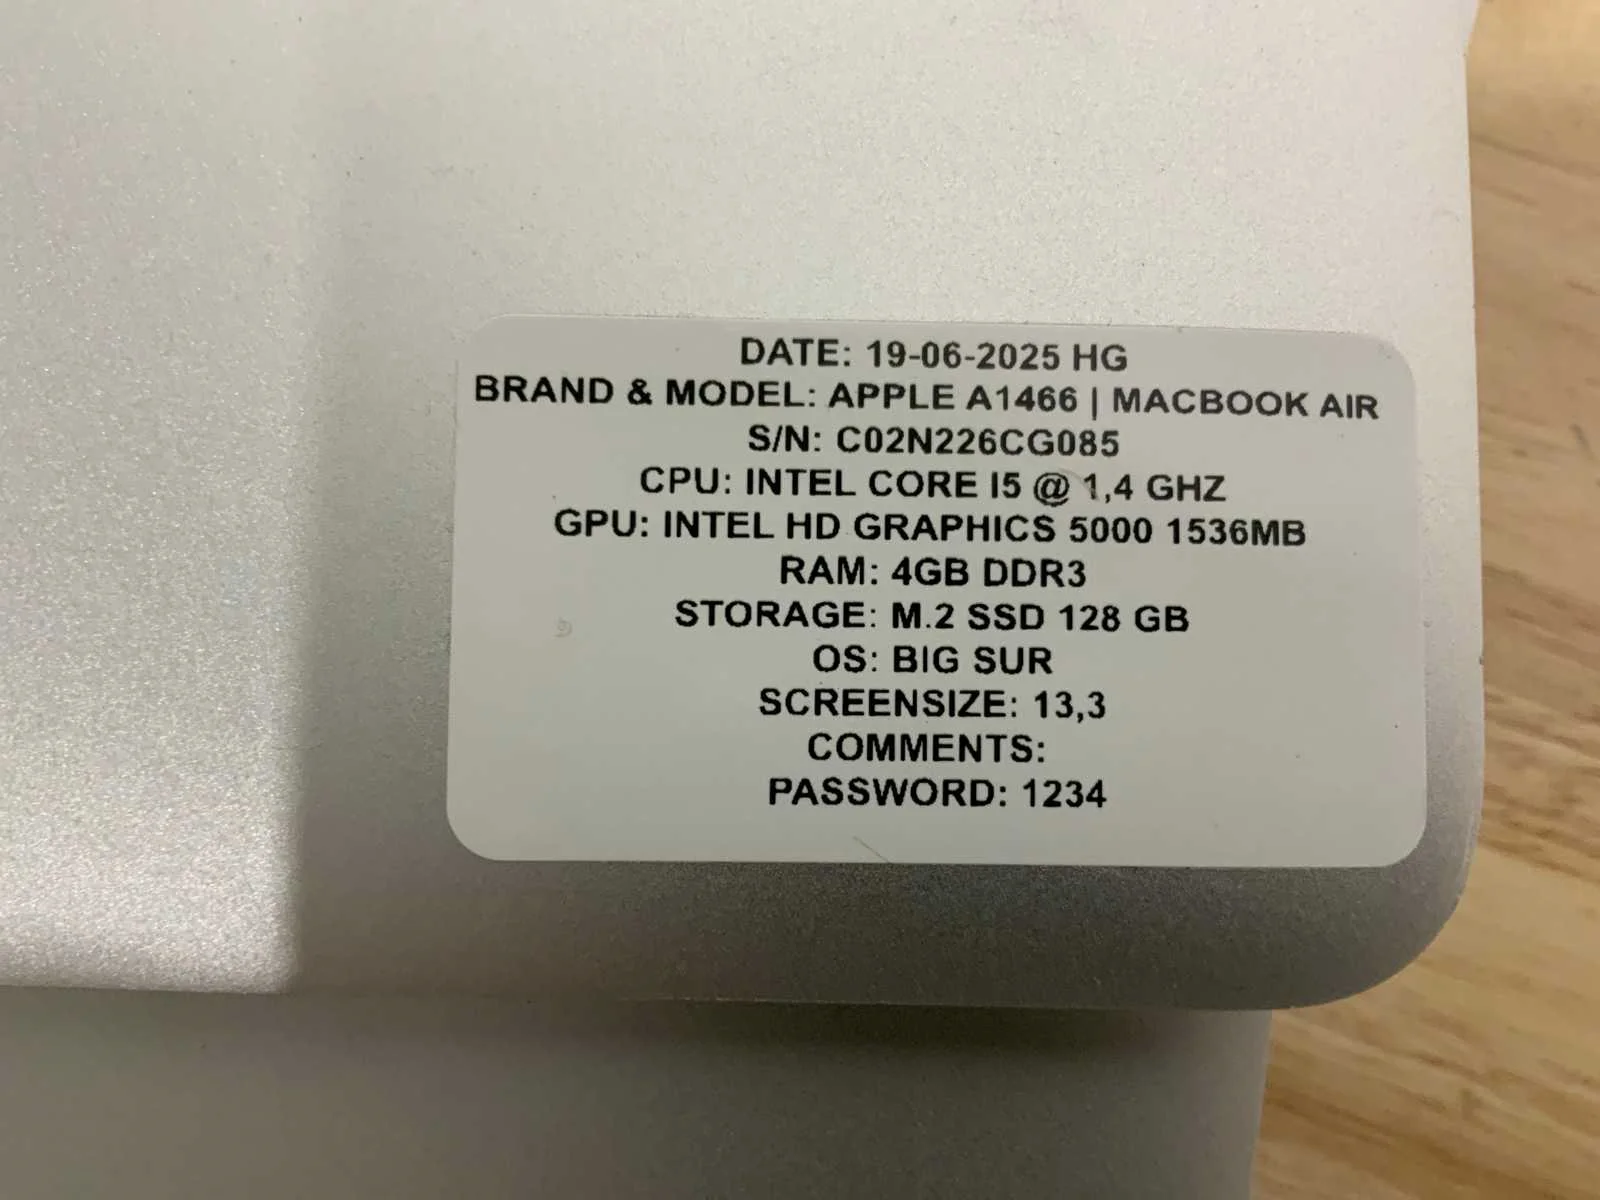 DATE: 19-06-2025 HG
BRAND & MODEL: APPLE A1466 | MACBOOK AIR
S/N: C02N226CG085
CPU: INTEL CORE I5 @ 1,4 GHZ
GPU: INTEL HD GRAPHICS 5000 1536MB
RAM: 4GB DDR3
STORAGE: M.2 SSD 128 GB
OS: BIG SUR
SCREENSIZE: 13,3
COMMENTS:
PASSWORD: 1234